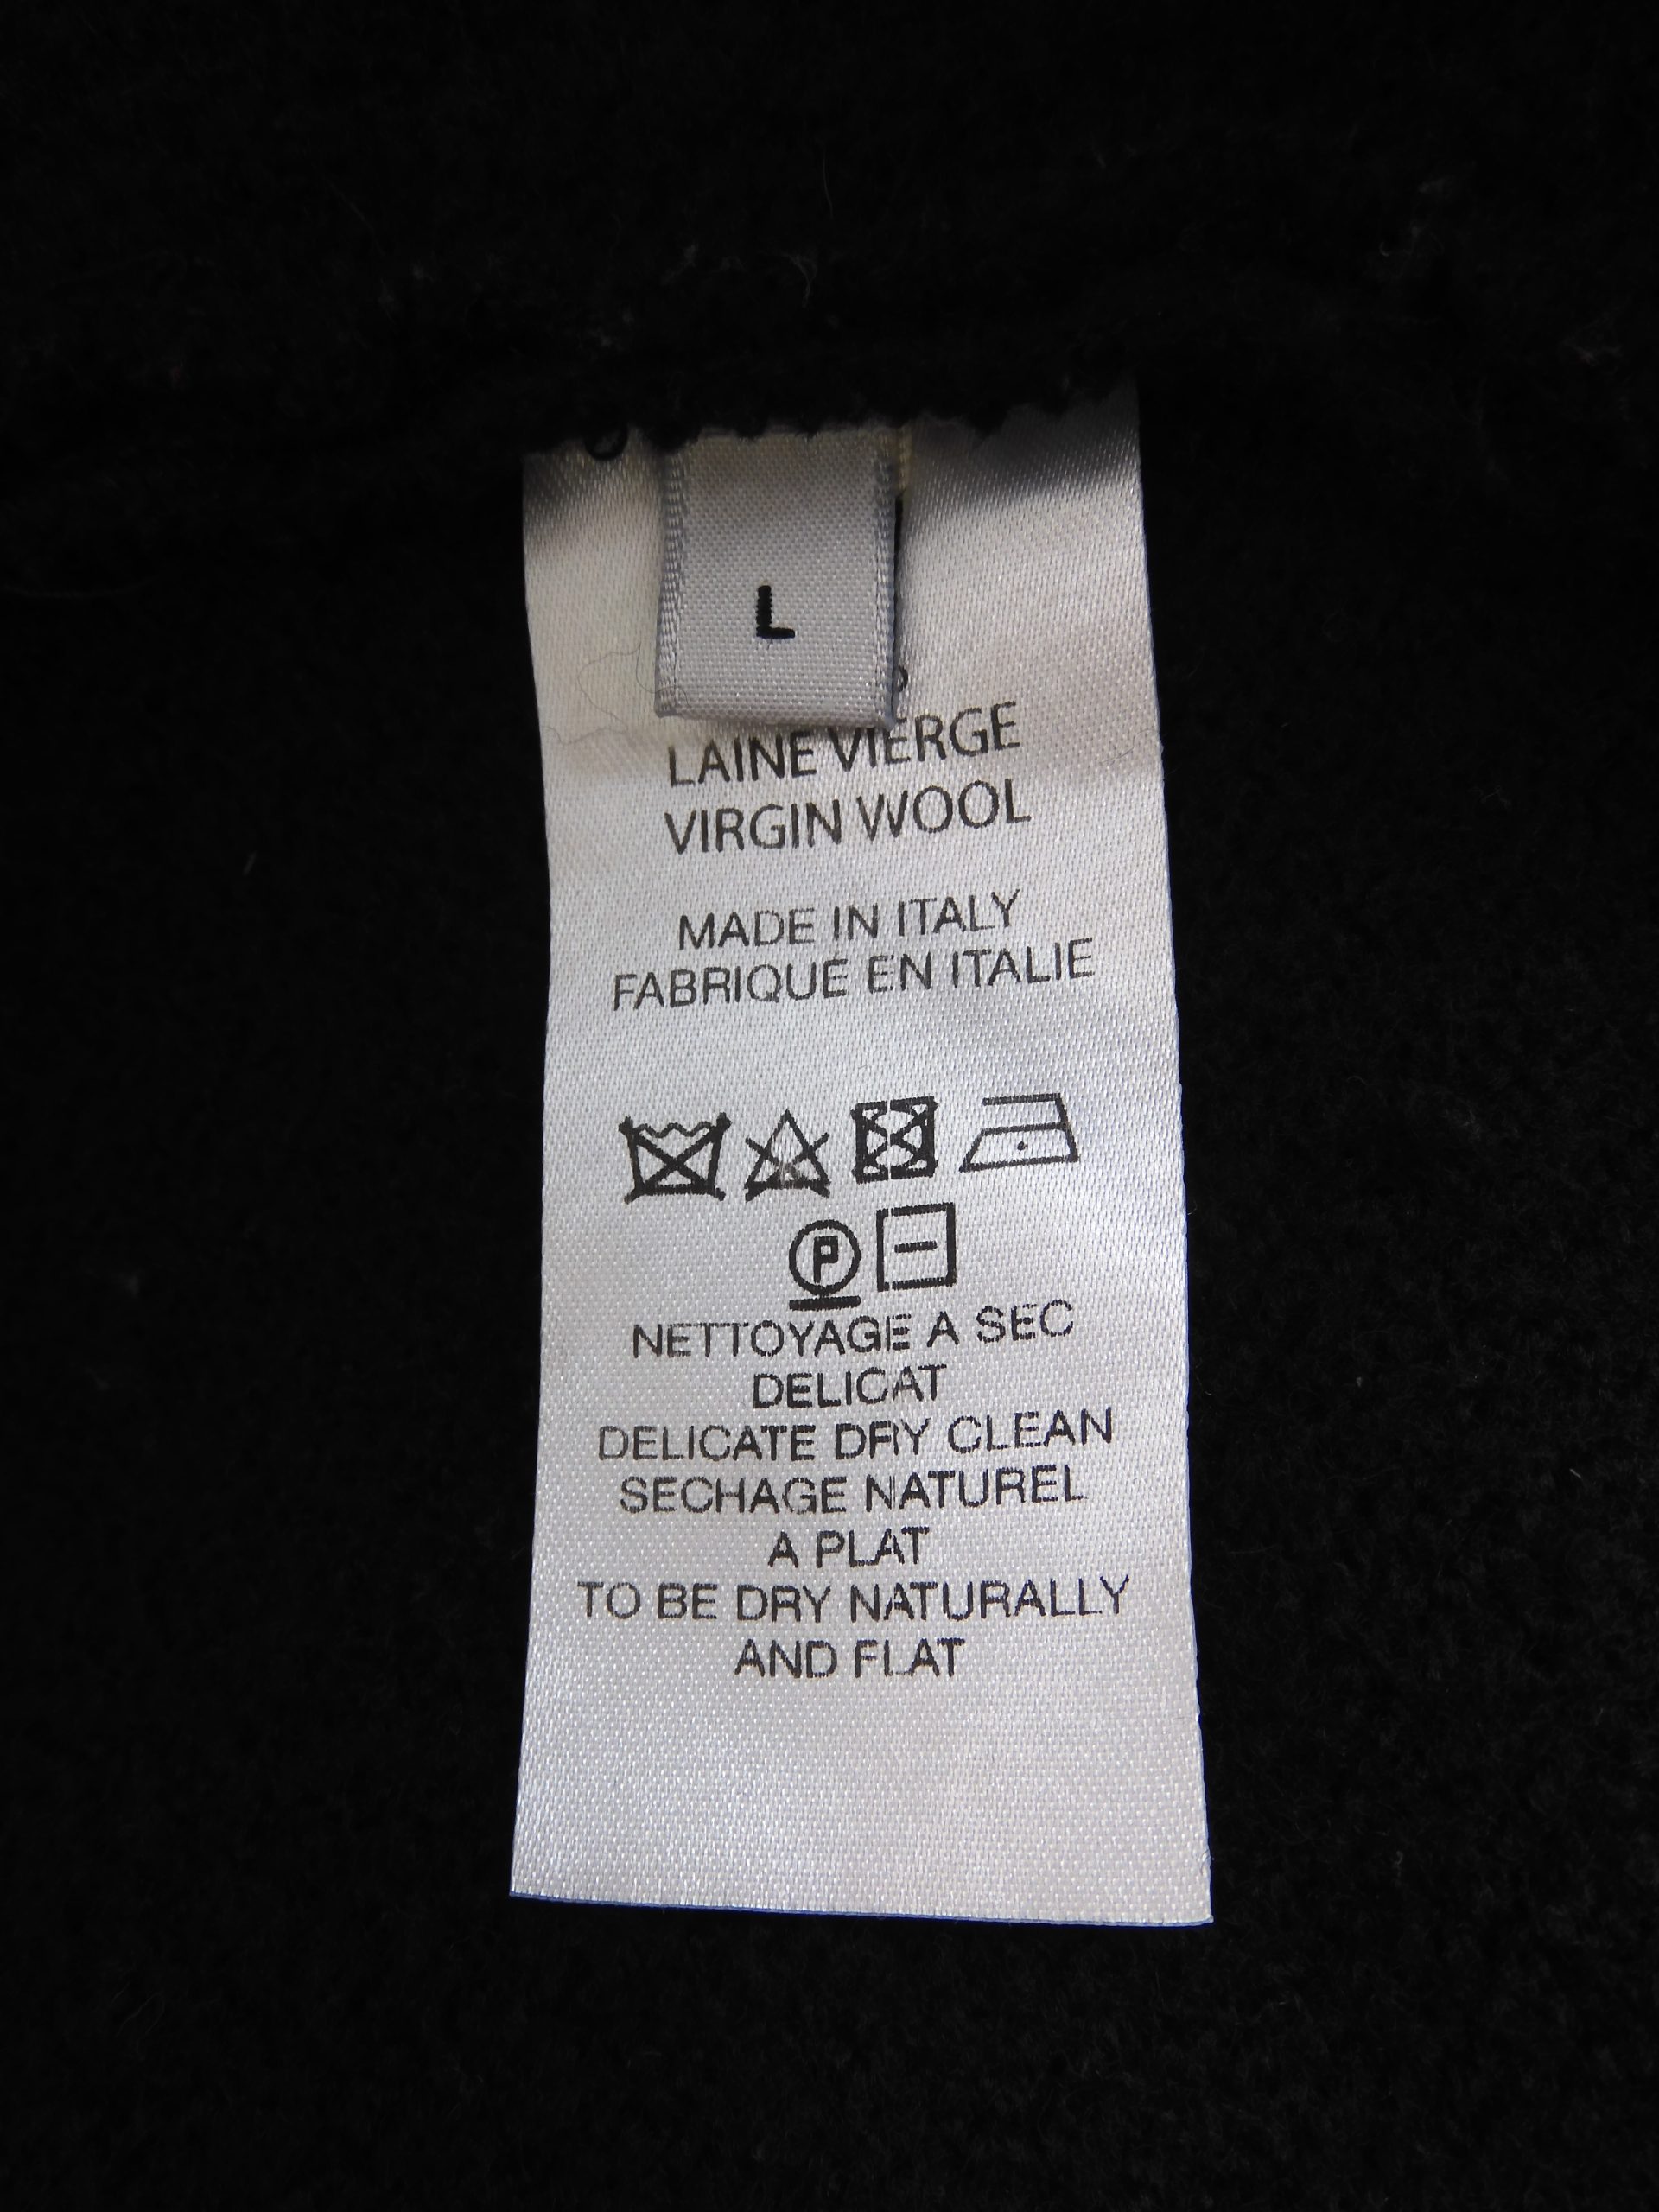 L
LAINE VIERGE
VIRGIN WOOL
MADE IN ITALY
FABRIQUE EN ITALIE
P
NETTOYAGE A SEC
DELICAT
DELICATE DRY CLEAN
SECHAGE NATUREL
A PLAT
TO BE DRY NATURALLY
AND FLAT